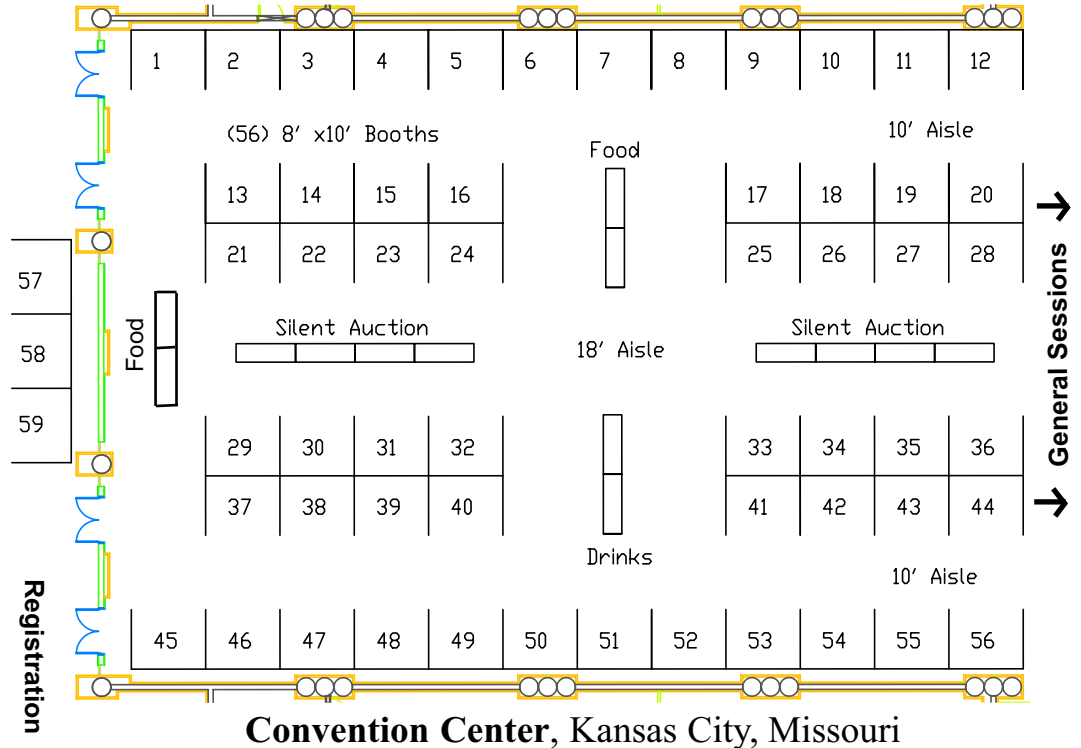 1 2 3 4 5 6 7 8 9 10 11 12
(56) 8' x10' Booths
10' Aisle
Food
13 14 15 16 17 18 19 20
21 22 23 24 25 26 27 28
57
58
59
Food
Silent Auction
18' Aisle
Silent Auction
General Sessions
29 30 31 32 33 34 35 36
37 38 39 40 41 42 43 44
Drinks
10' Aisle
45 46 47 48 49 50 51 52 53 54 55 56
Registration
Convention Center, Kansas City, Missouri